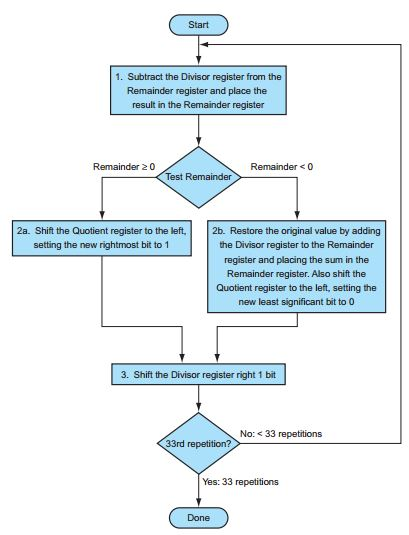 Start
1. Subtract the Divisor register from the
Remainder register and place the
result in the Remainder register
Remainder ≥ 0
Test Remainder
Remainder < 0
2a. Shift the Quotient register to the left,
setting the new rightmost bit to 1
2b. Restore the original value by adding
the Divisor register to the Remainder
register and placing the sum in the
Remainder register. Also shift the
Quotient register to the left, setting the
new least significant bit to 0
3. Shift the Divisor register right 1 bit
33rd repetition?
No: < 33 repetitions
Yes: 33 repetitions
Done